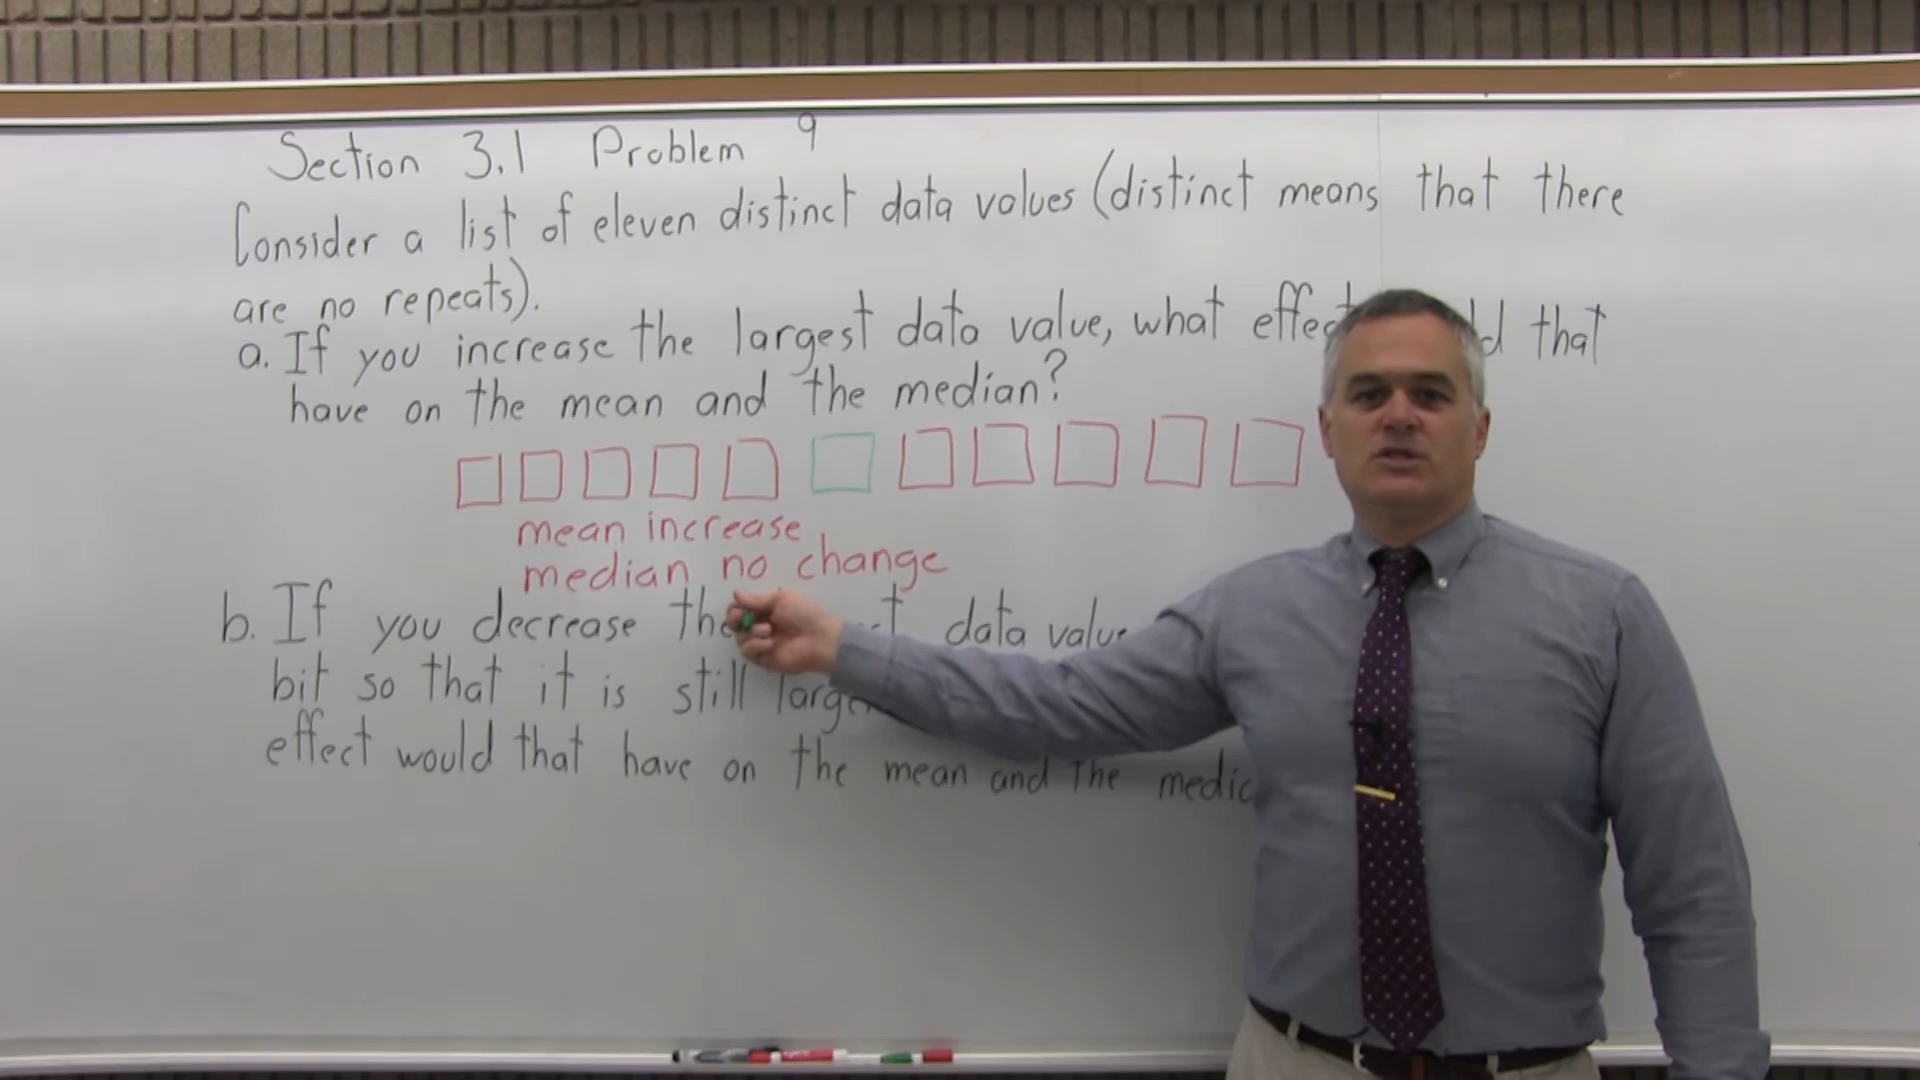 Section 3.1 Problem 9
Consider a list of eleven distinct data values (distinct means that there
are no repeats).
a. If you increase the largest data value, what that
have on the mean and the median?
mean increase
median no change
b. If you decrease data
bit so that it is still
effect would that have on the mean and the